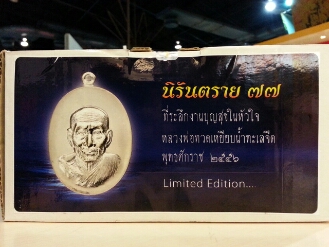 นิรันตราย ๗๗
ที่ระลึกงานบุญสุขในหัวใจ
หลวงพ่อทวดเหยียบน้ำทะเลจืด
พุทธศักราช ๒๕๕๖
Limited Edition...